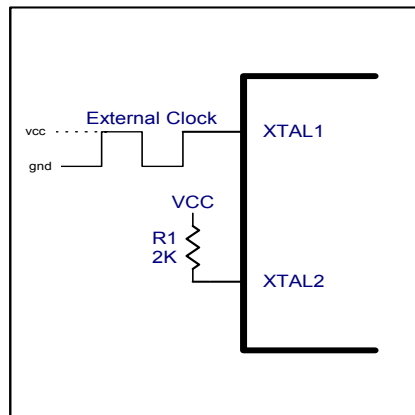 External Clock
vcc
XTAL1
gnd
VCC
R1
2K
XTAL2